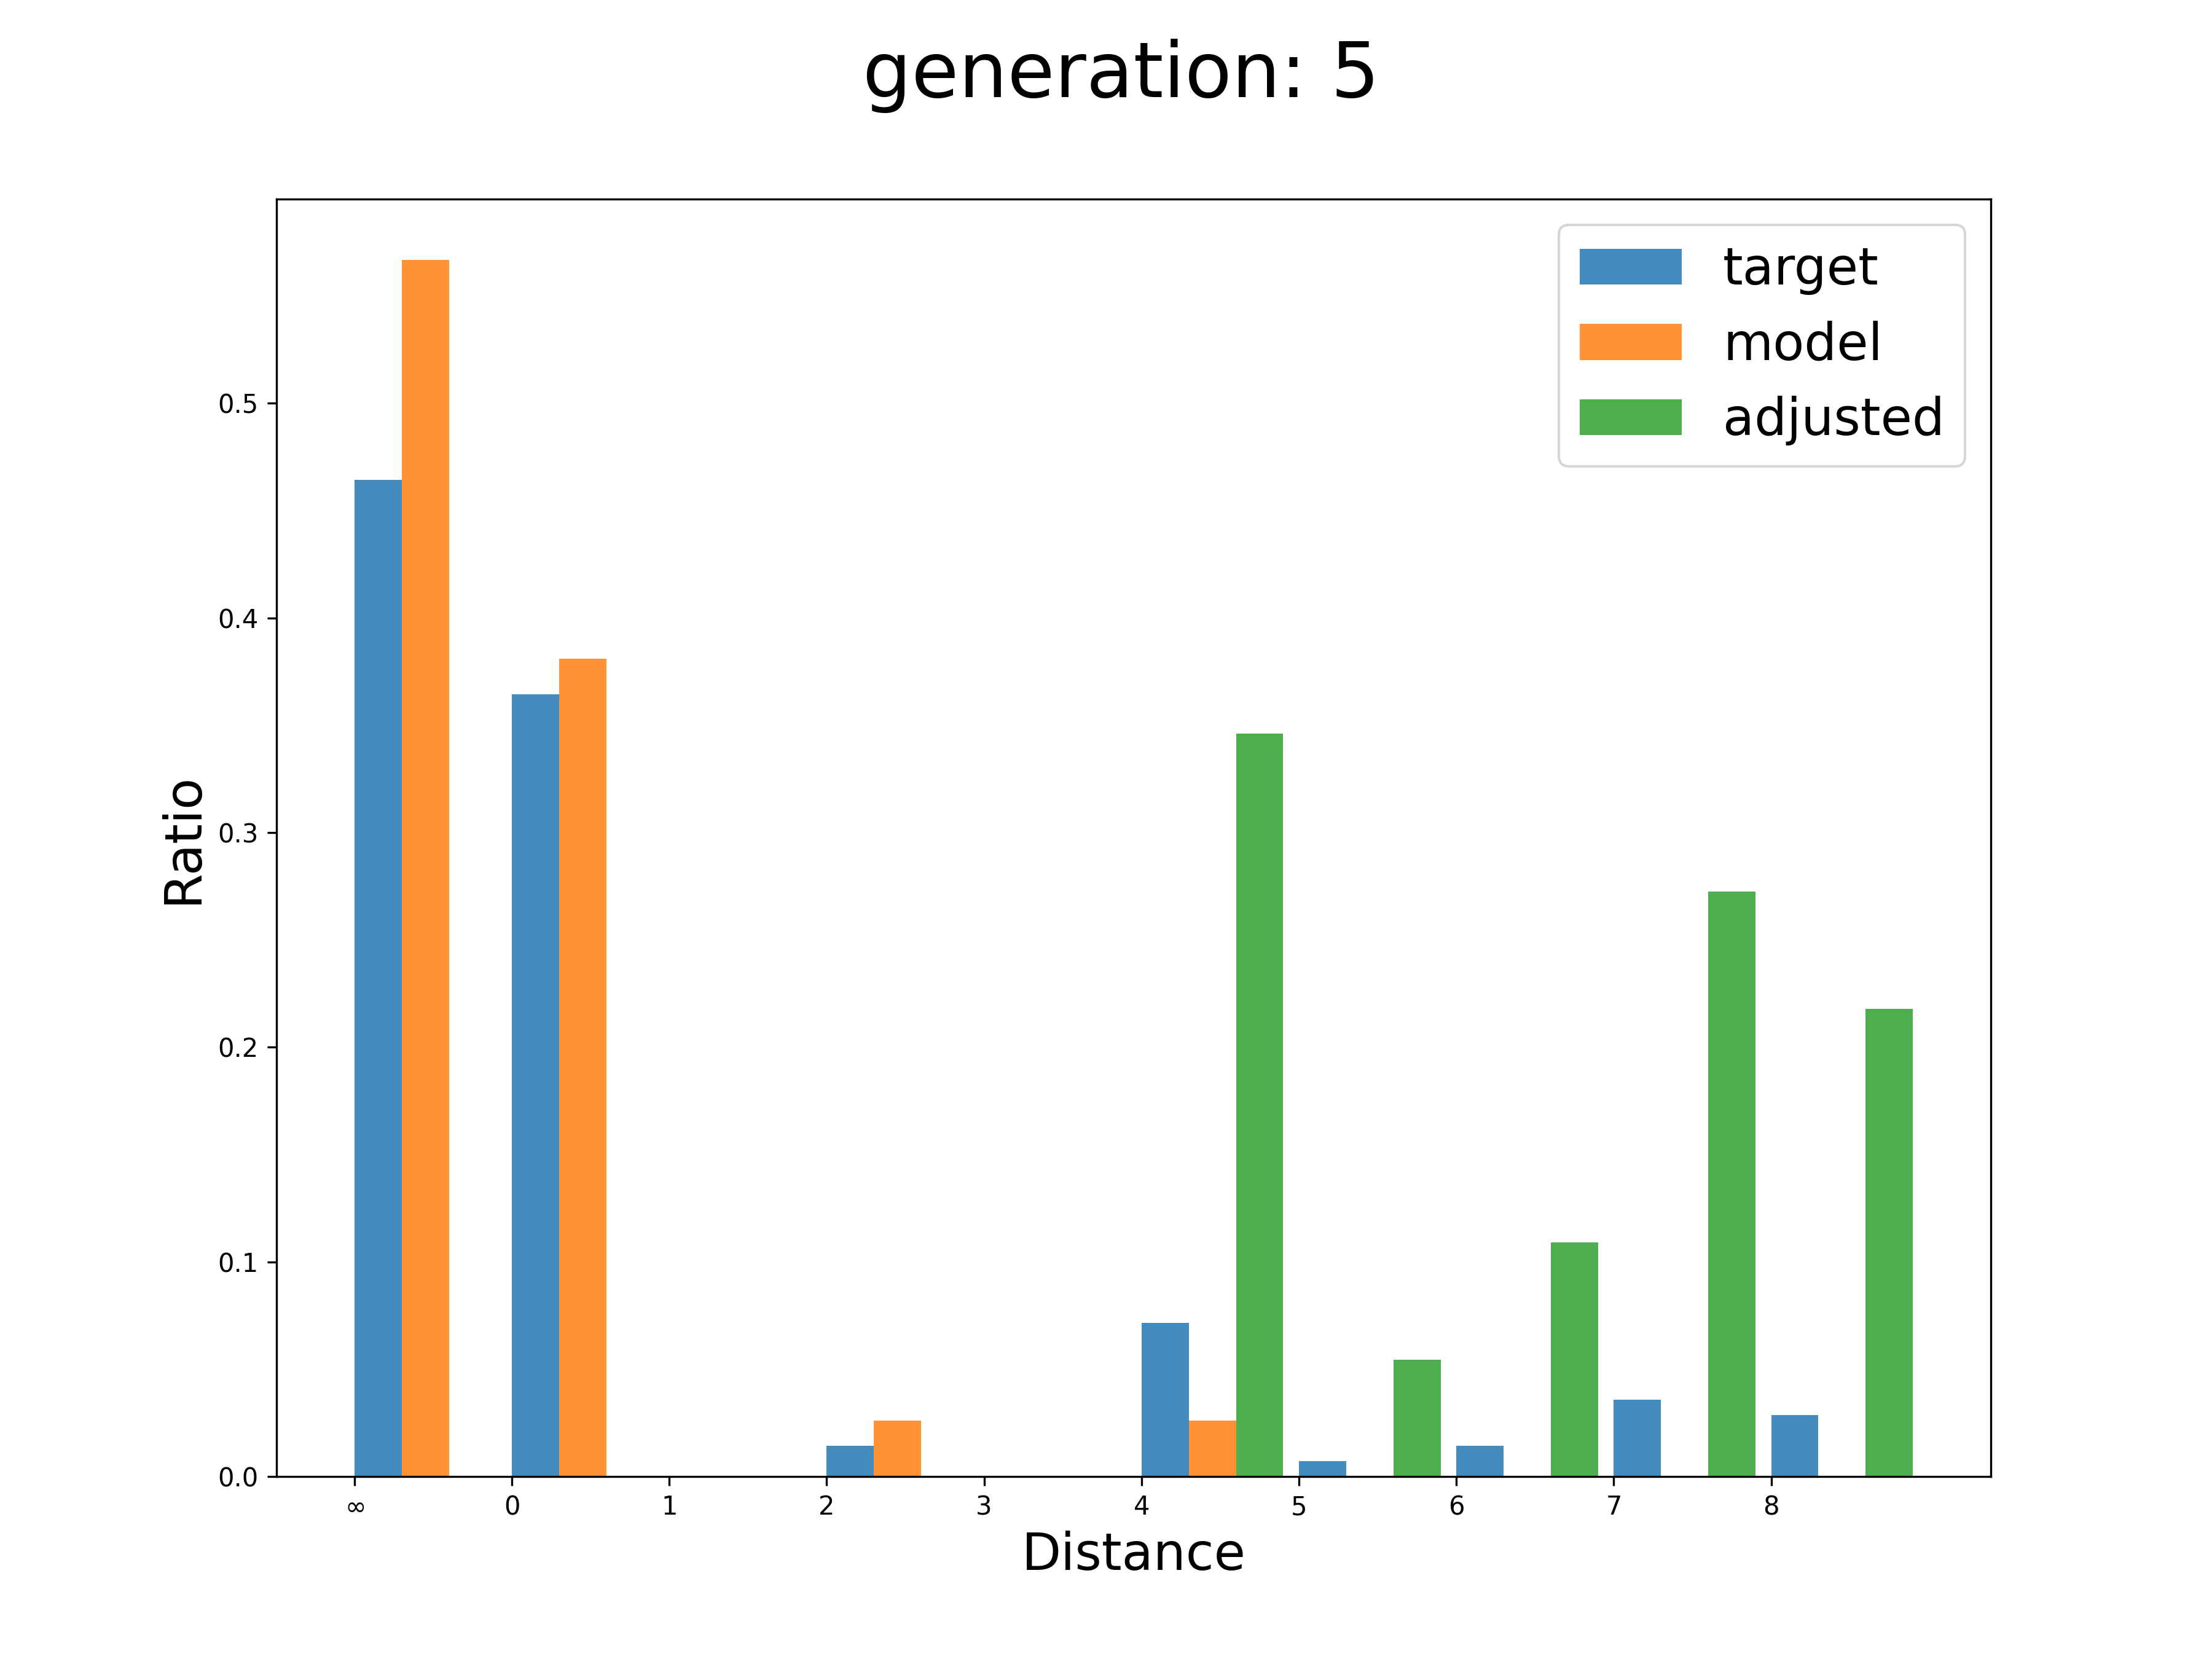 generation: 5
target
model
adjusted
Ratio
0.5
0.4
0.3
0.2
0.1
0.0
∞ 0 1 2 3 4 5 6 7 8
Distance